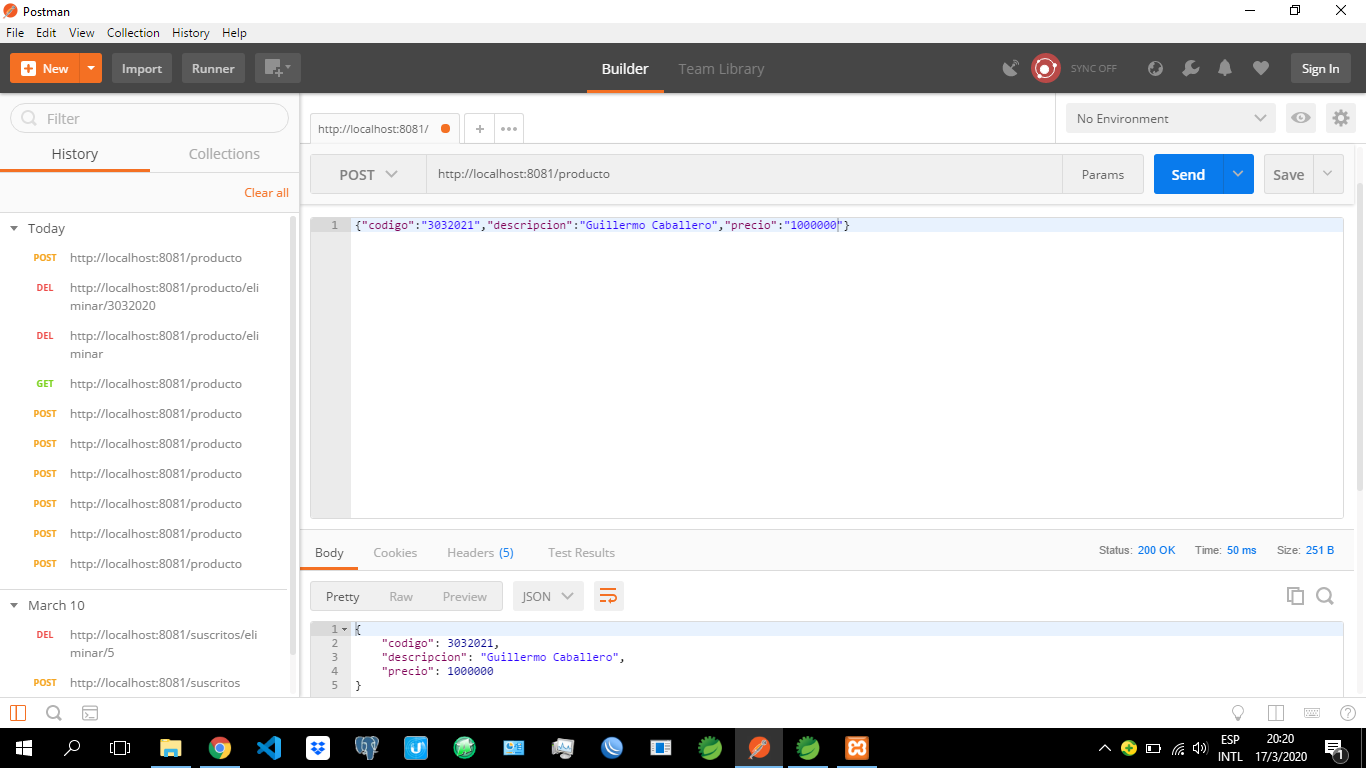 Postman
File Edit View Collection History Help
New Import Runner Builder Team Library SYNC OFF Sign In
Filter
History Collections
Clear all
Today
POST http://localhost:8081/producto
DEL http://localhost:8081/producto/eli
minar/3032020
DEL http://localhost:8081/producto/eli
minar
GET http://localhost:8081/producto
POST http://localhost:8081/producto
POST http://localhost:8081/producto
POST http://localhost:8081/producto
POST http://localhost:8081/producto
POST http://localhost:8081/producto
POST http://localhost:8081/producto
March 10
DEL http://localhost:8081/suscritos/eli
minar/5
POST http://localhost:8081/suscritos
http://localhost:8081/ + •••
No Environment
POST http://localhost:8081/producto Params Send Save
1 {"codigo":"3032021","descripcion":"Guillermo Caballero","precio":"1000000"}
Body Cookies Headers (5) Test Results Status: 200 OK Time: 50 ms Size: 251 B
Pretty Raw Preview JSON
1 {
2 "codigo": 3032021,
3 "descripcion": "Guillermo Caballero",
4 "precio": 1000000
5 }
ESP 20:20
INTL 17/3/2020 1